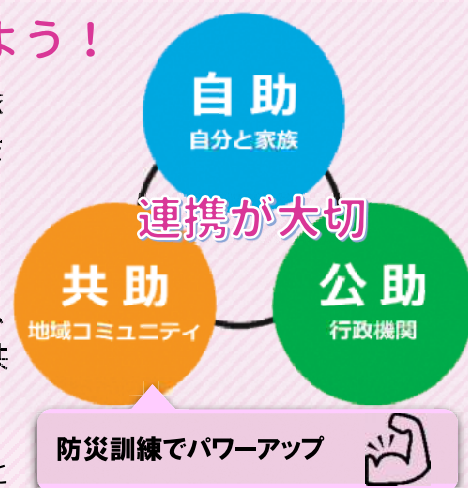 よう！
自助
自分と家族
連携が大切
共助
地域コミュニティ
公助
行政機関
防災訓練でパワーアップ